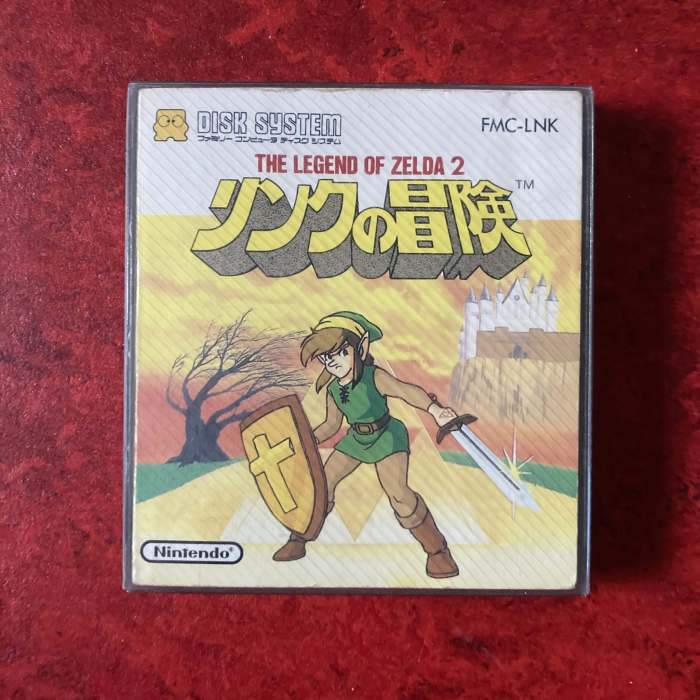 DISK SYSTEM
ファミリー コンピュータ ディスク システム
FMC-LNK
THE LEGEND OF ZELDA 2
リンクの冒険™
Nintendo®